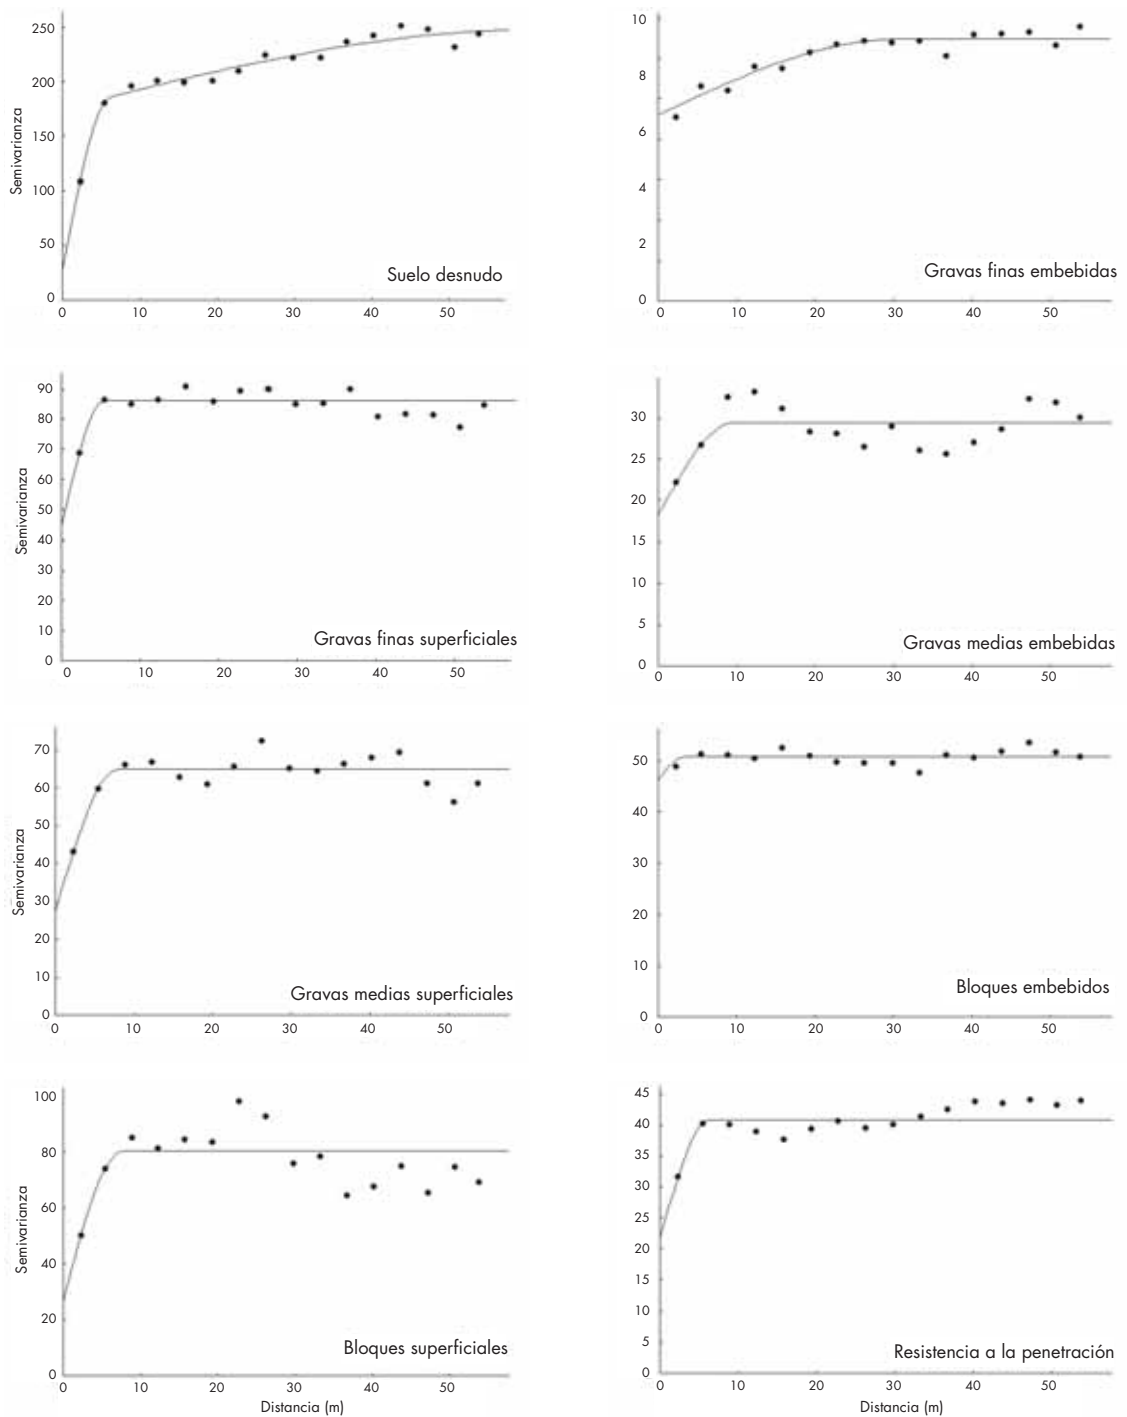 250
200
150
100
50
0
Semivarianza
0 10 20 30 40 50
Suelo desnudo
10
8
6
4
2
0
0 10 20 30 40 50
Gravas finas embebidas
90
80
70
60
50
40
30
20
10
0
Semivarianza
0 10 20 30 40 50
Gravas finas superficiales
30
25
20
15
10
5
0
0 10 20 30 40 50
Gravas medias embebidas
70
60
50
40
30
20
10
0
Semivarianza
0 10 20 30 40 50
Gravas medias superficiales
50
40
30
20
10
0
0 10 20 30 40 50
Bloques embebidos
100
80
60
40
20
0
Semivarianza
0 10 20 30 40 50
Bloques superficiales
Distancia (m)
45
40
35
30
25
20
15
10
5
0
0 10 20 30 40 50
Resistencia a la penetración
Distancia (m)